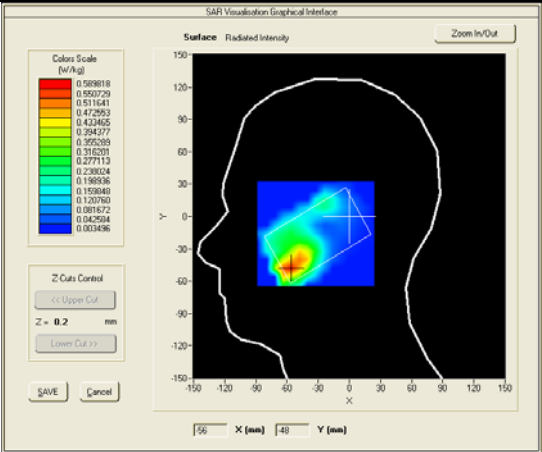 SAR Visualisation Graphical Interface
Surface Radiated Intensity
Zoom In/Out
Colors Scale
(W/kg)
0.589818
0.550729
0.511641
0.472553
0.433465
0.394377
0.355289
0.316201
0.277113
0.238024
0.198936
0.159848
0.120760
0.081672
0.042584
0.003496
Z-Cuts Control
<< Upper Cut
Z = 0.2 mm
Lower Cut >>
SAVE
Cancel
150
120
90
60
30
0
-30
-60
-90
-120
-150
Y
-150 -120 -90 -60 -30 0 30 60 90 120 150
X
-56 X (mm) -48 Y (mm)